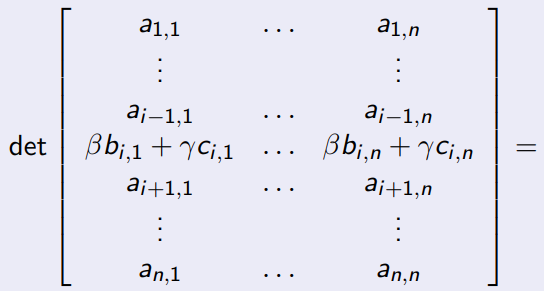 a_{1,1} … a_{1,n}
⋮ ⋮
a_{i−1,1} … a_{i−1,n}
det [ βb_{i,1} + γc_{i,1} … βb_{i,n} + γc_{i,n} ] =
a_{i+1,1} … a_{i+1,n}
⋮ ⋮
a_{n,1} … a_{n,n}